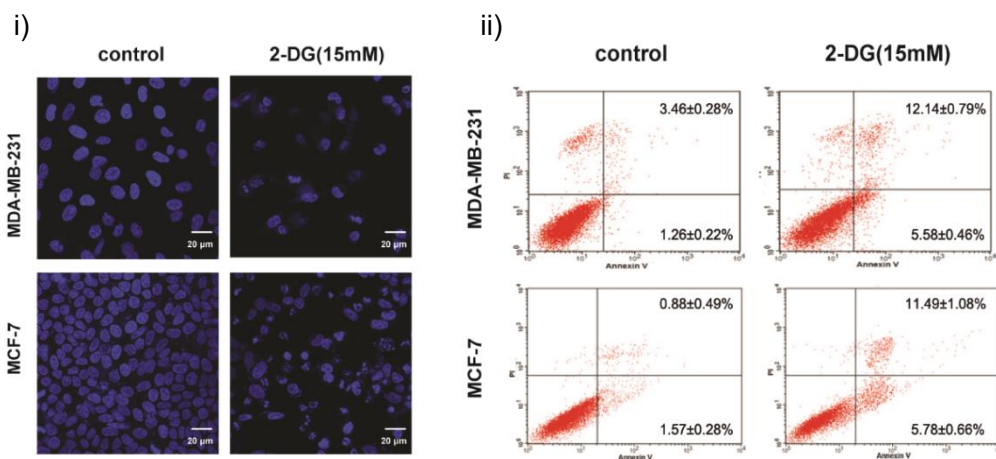 i)
control
2-DG(15mM)
MDA-MB-231
20 µm
20 µm
MCF-7
20 µm
20 µm
ii)
control
2-DG(15mM)
MDA-MB-231
3.46±0.28%
1.26±0.22%
PI
Annexin V
12.14±0.79%
5.58±0.46%
Annexin V
MCF-7
0.88±0.49%
1.57±0.28%
PI
Annexin V
11.49±1.08%
5.78±0.66%
PI
Annexin V